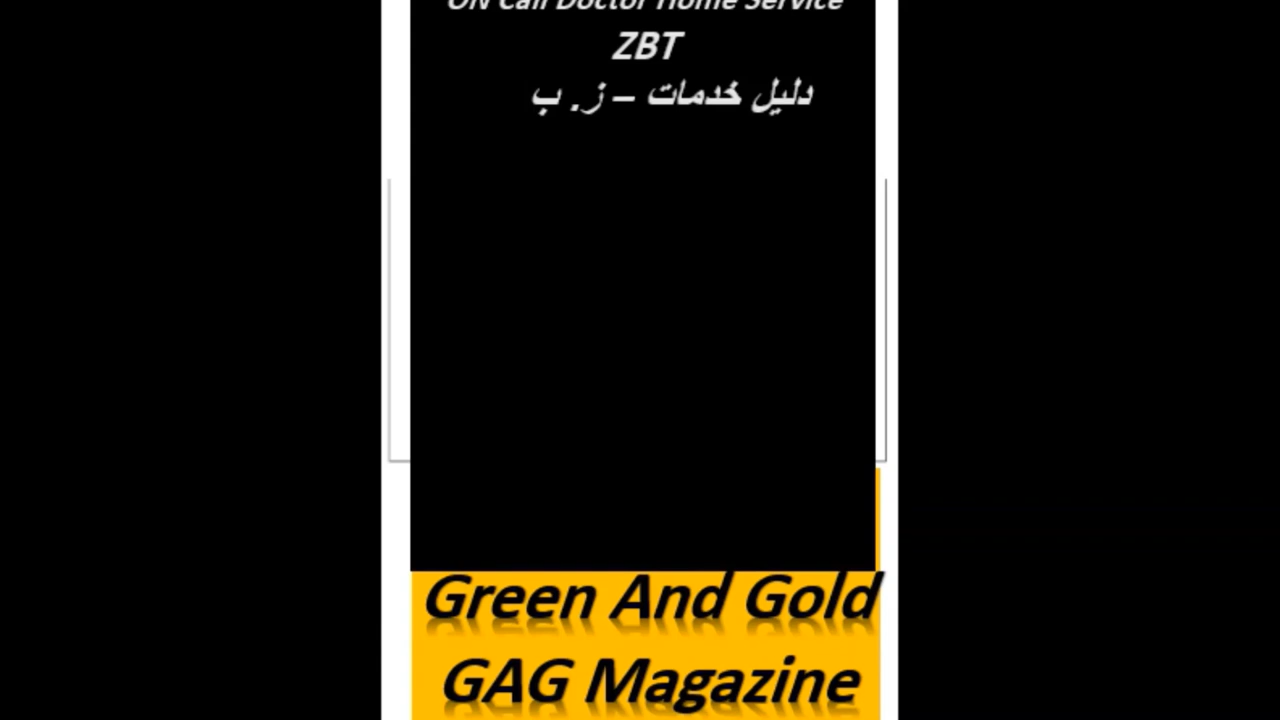 ON Call Doctor Home Service
ZBT
دليل خدمات – ز. ب
Green And Gold
GAG Magazine